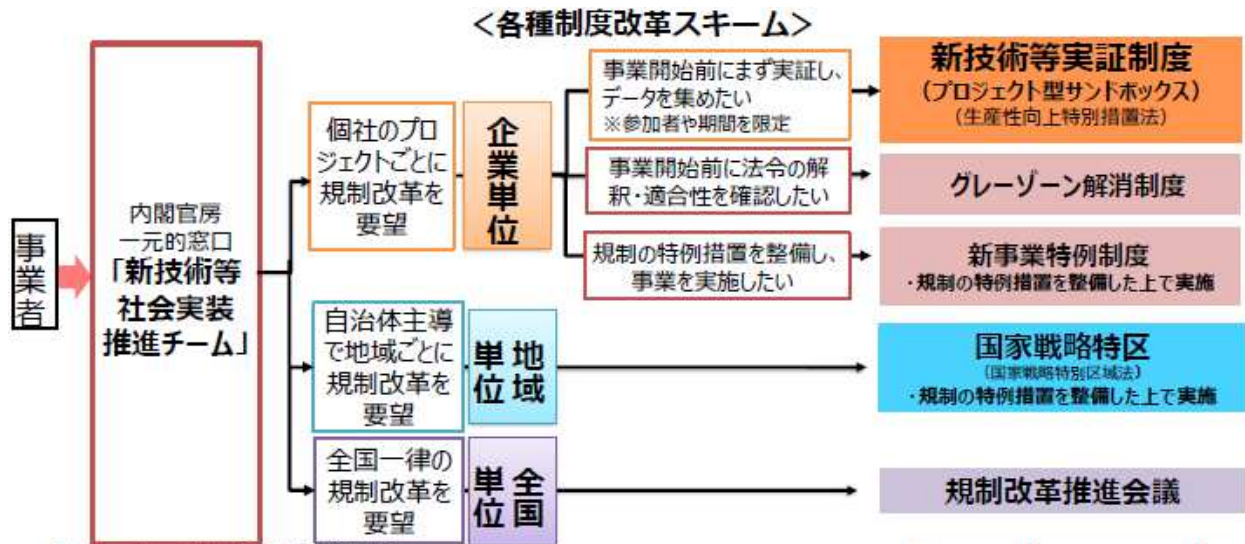 ＜各種制度改革スキーム＞
事業者
内閣官房
一元的窓口
「新技術等
社会実装
推進チーム」
個社のプロ
ジェクトごとに
規制改革を
要望
企業単位
事業開始前にまず実証し、
データを集めたい
※参加者や期間を限定
新技術等実証制度
（プロジェクト型サンドボックス）
（生産性向上特別措置法）
事業開始前に法令の解
釈・適合性を確認したい
グレーゾーン解消制度
規制の特例措置を整備し、
事業を実施したい
新事業特例制度
・規制の特例措置を整備した上で実施
自治体主導
で地域ごとに
規制改革を
要望
地域
単位
国家戦略特区
（国家戦略特別区域法）
・規制の特例措置を整備した上で実施
全国一律の
規制改革を
要望
全国
単位
規制改革推進会議